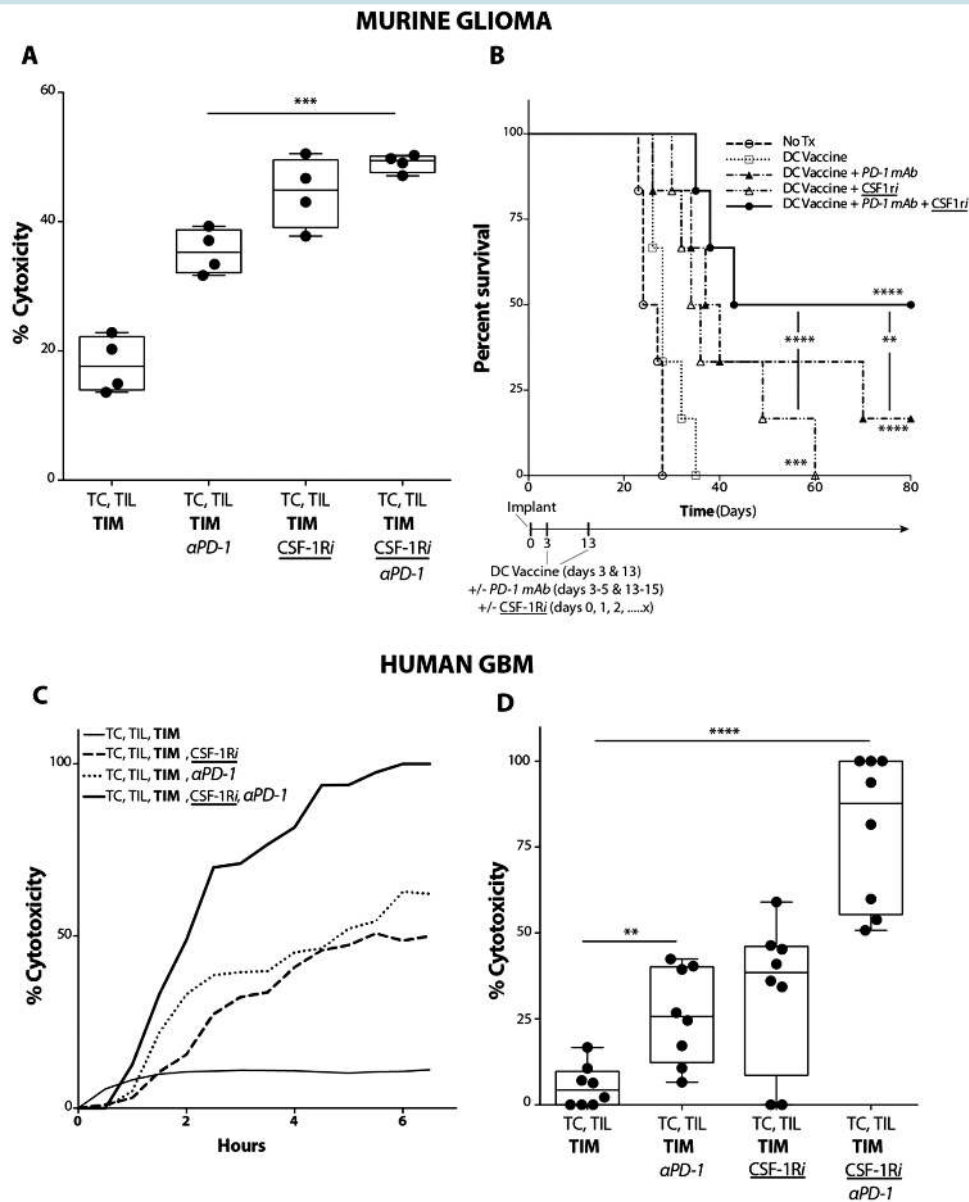 MURINE GLIOMA
A
% Cytoxicity
60
40
20
0
***
TC, TIL
TIM
TC, TIL
TIM
αPD-1
TC, TIL
TIM
CSF-1Ri
TC, TIL
TIM
CSF-1Ri
αPD-1
B
Percent survival
100
75
50
25
0
No Tx
DC Vaccine
DC Vaccine + PD-1 mAb
DC Vaccine + CSF1ri
DC Vaccine + PD-1 mAb + CSF1ri
****
****
**
****
***
0
20
40
60
80
Time(Days)
Implant
0 3 13
DC Vaccine (days 3 & 13)
+/- PD-1 mAb (days 3-5 & 13-15)
+/- CSF-1Ri (days 0, 1, 2, .....x)
HUMAN GBM
C
% Cytotoxicity
100
50
0
TC, TIL, TIM
TC, TIL, TIM , CSF-1Ri
TC, TIL, TIM , αPD-1
TC, TIL, TIM , CSF-1Ri, αPD-1
0 2 4 6
Hours
D
% Cytotoxicity
100
75
50
25
0
****
**
TC, TIL
TIM
TC, TIL
TIM
αPD-1
TC, TIL
TIM
CSF-1Ri
TC, TIL
TIM
CSF-1Ri
αPD-1